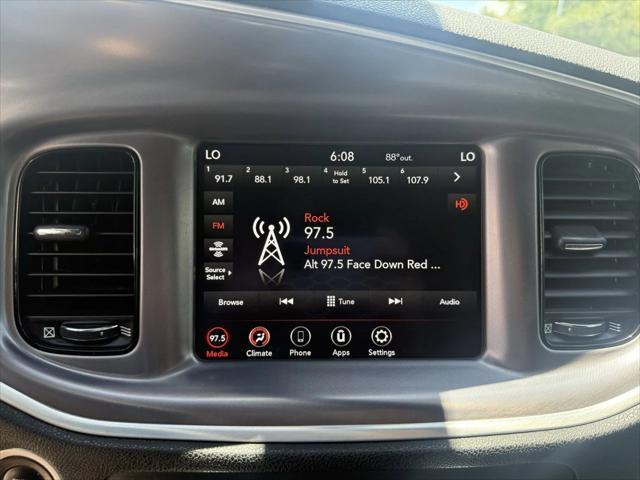 LO 6:08 88°out. LO
1 91.7 2 88.1 3 98.1 4 Hold to Set 5 105.1 6 107.9
AM
FM
SiriusXM
Source Select
Rock
97.5
Jumpsuit
Alt 97.5 Face Down Red ...
Browse Tune Audio
97.5
Media Climate Phone Apps Settings